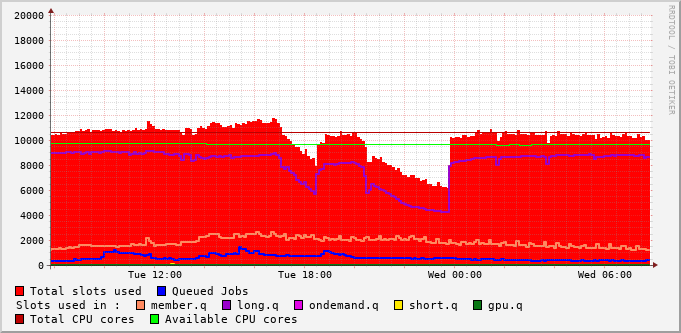 20000
18000
16000
14000
12000
10000
8000
6000
4000
2000
0
Tue 12:00 Tue 18:00 Wed 00:00 Wed 06:00
RRDTOOL / TOBI OETIKER
Total slots used Queued Jobs
Slots used in : member.q long.q ondemand.q short.q gpu.q
Total CPU cores Available CPU cores